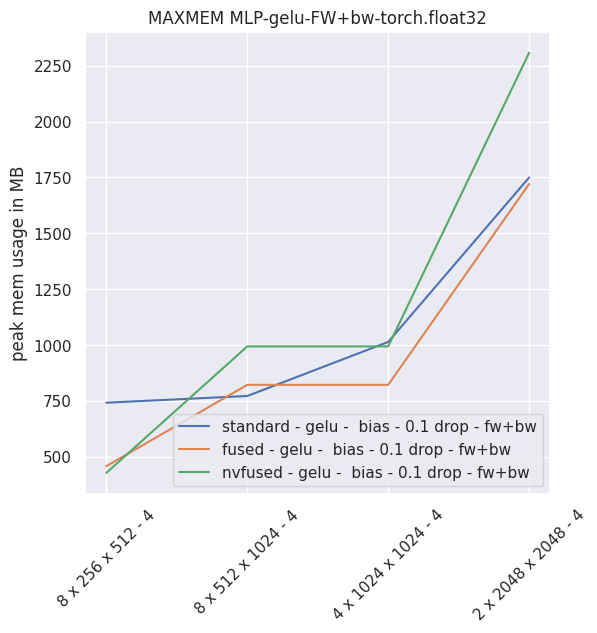 MAXMEM MLP-gelu-FW+bw-torch.float32
peak mem usage in MB
2250
2000
1750
1500
1250
1000
750
500
standard - gelu -  bias - 0.1 drop - fw+bw
fused - gelu -  bias - 0.1 drop - fw+bw
nvfused - gelu -  bias - 0.1 drop - fw+bw
8 x 256 x 512 - 4
8 x 512 x 1024 - 4
4 x 1024 x 1024 - 4
2 x 2048 x 2048 - 4